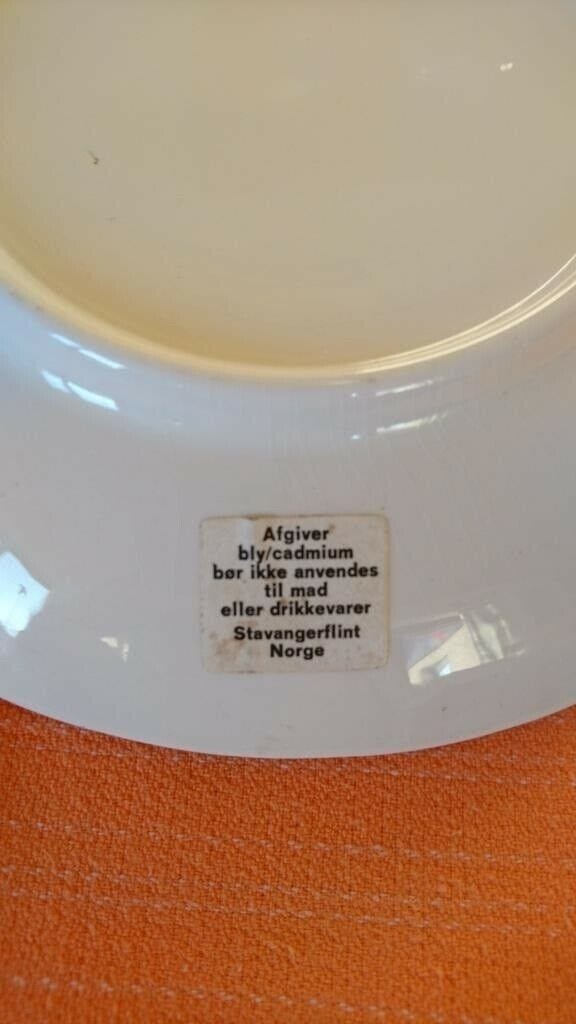 Afgiver
bly/cadmium
bør ikke anvendes
til mad
eller drikkevarer
Stavangerflint
Norge